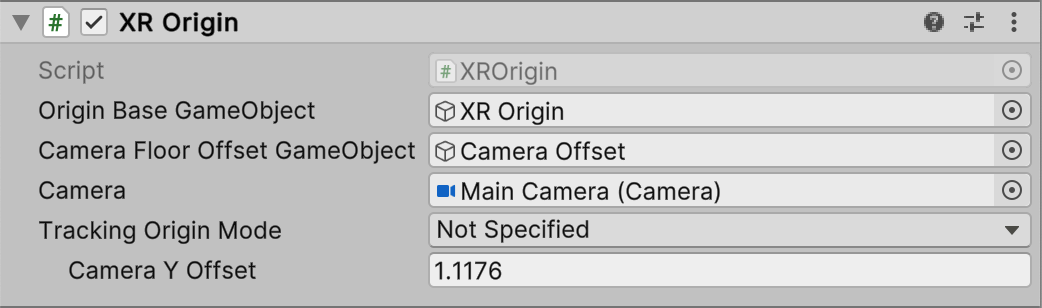 # XR Origin
Script # XROrigin
Origin Base GameObject XR Origin
Camera Floor Offset GameObject Camera Offset
Camera Main Camera (Camera)
Tracking Origin Mode Not Specified
Camera Y Offset 1.1176